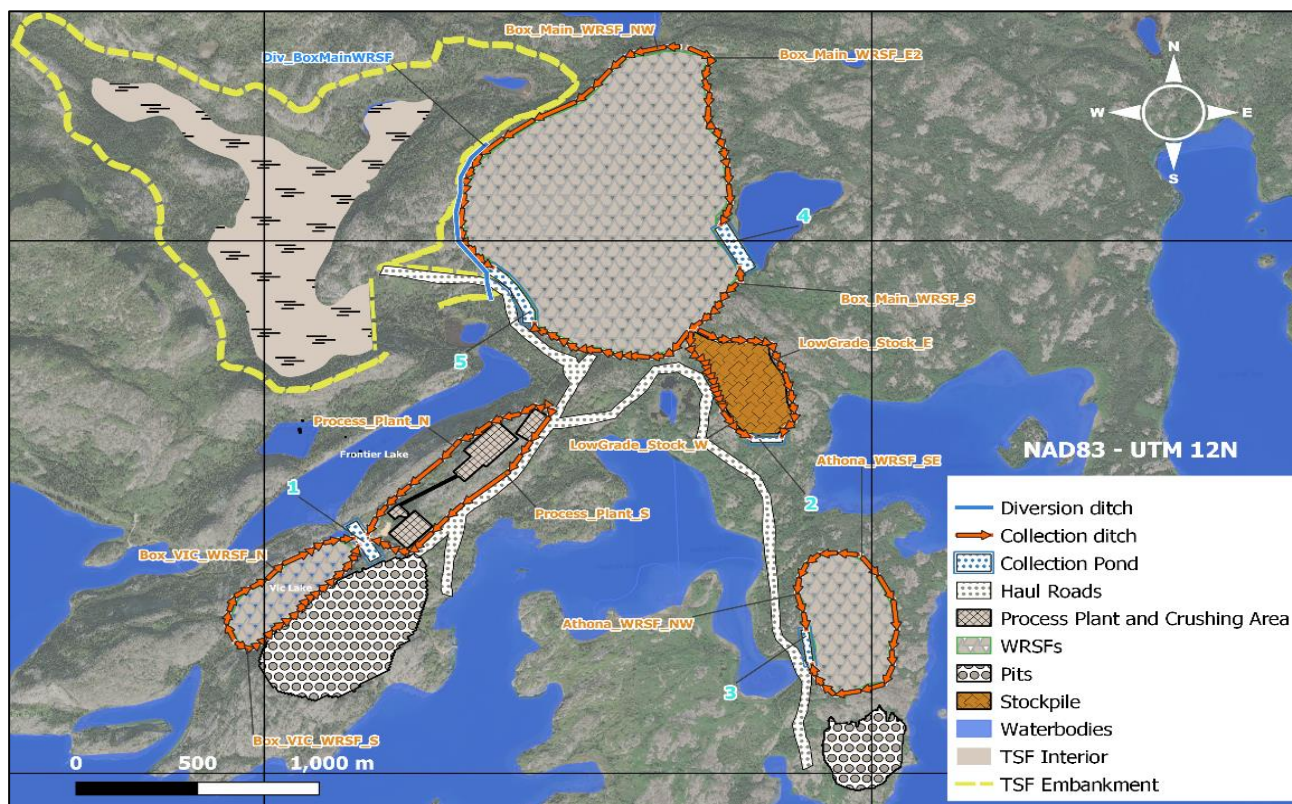 Box_Main_WRSF_NW
Div_BoxMainWRSF
Box_Main_WRSF_E2
N
W
E
S
4
Box_Main_WRSF_S
5
LowGrade_Stock_E
Process_Plant_N
Frontier Lake
LowGrade_Stock_W
NAD83 - UTM 12N
Athona_WRSF_SE
1
2
Process_Plant_S
Box_VIC_WRSF_N
Vic Lake
Athona_WRSF_NW
3
Box_VIC_WRSF_S
0
500
1,000 m
Diversion ditch
Collection ditch
Collection Pond
Haul Roads
Process Plant and Crushing Area
WRSFs
Pits
Stockpile
Waterbodies
TSF Interior
TSF Embankment